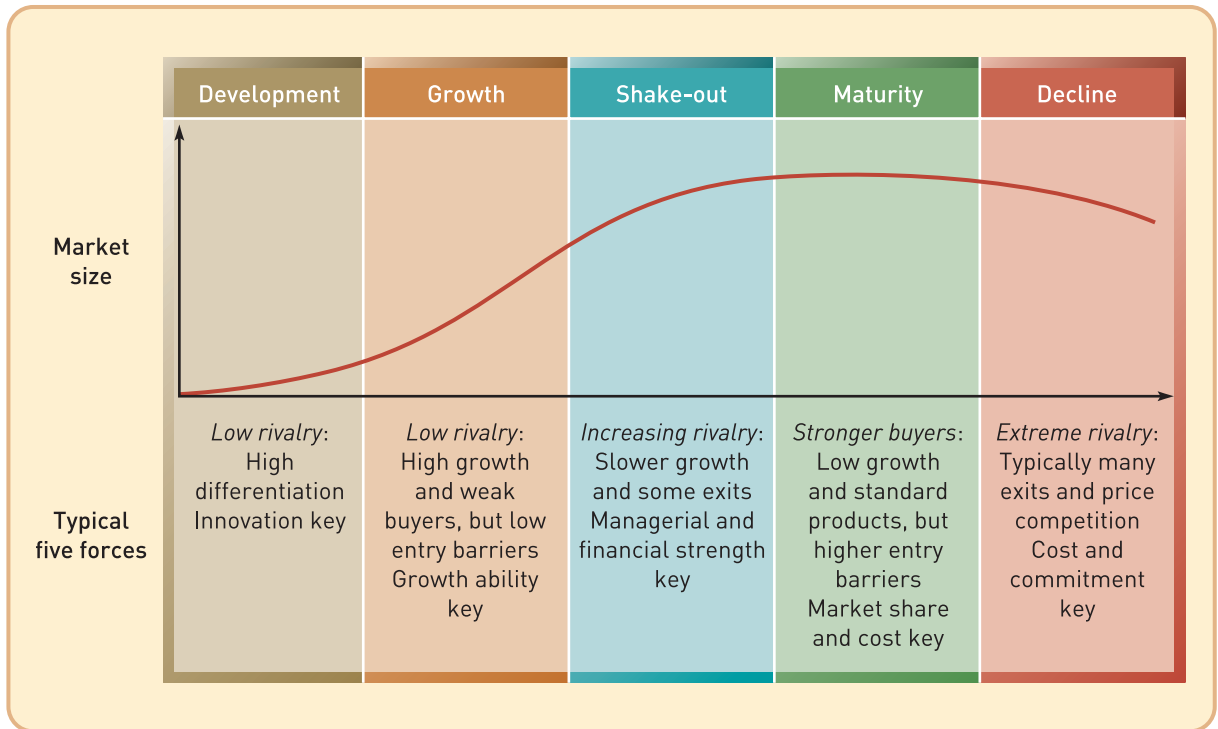 Development
Growth
Shake-out
Maturity
Decline
Market
size
Typical
five forces
Low rivalry:
High
differentiation
Innovation key
Low rivalry:
High growth
and weak
buyers, but low
entry barriers
Growth ability
key
Increasing rivalry:
Slower growth
and some exits
Managerial and
financial strength
key
Stronger buyers:
Low growth
and standard
products, but
higher entry
barriers
Market share
and cost key
Extreme rivalry:
Typically many
exits and price
competition
Cost and
commitment
key